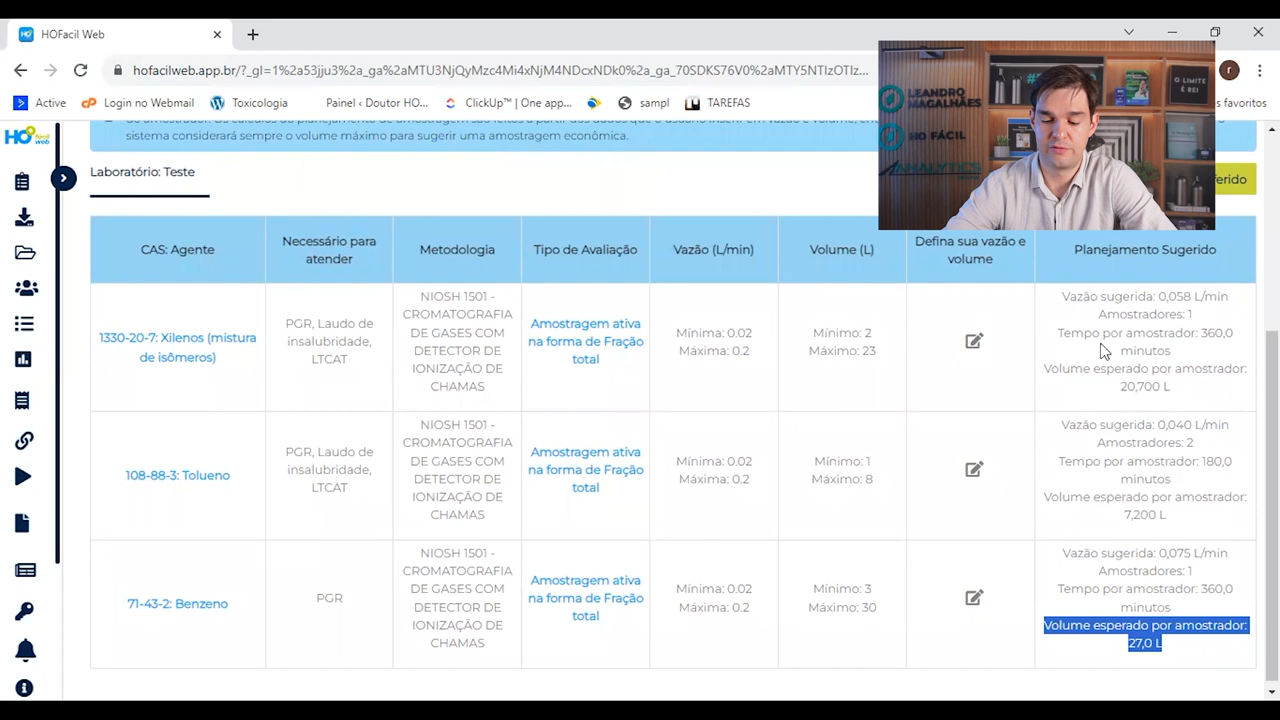 HOFacil Web
hofacilweb.app.br/?_gl=1%2a53jju3%2a_ga%2aMTU3NjQyMzc4Mi4xNjM4NDcxNDk0%2a_ga_70SDKS76V0%2aMTY5NTIzOTIz...
r
Active
Login no Webmail
Toxicologia
Painel ‹ Doutor HO...
ClickUp™ | One app...
sampl
TAREFAS
s favoritos
LEANDRO
MAGALHÃES
HO FÁCIL
ANALYTICS
O LIMITE
É REI
sistema considerará sempre o volume máximo para sugerir uma amostragem econômica.
HO
fácil
web
Laboratório: Teste
ferido
CAS: Agente
Necessário para
atender
Metodologia
Tipo de Avaliação
Vazão (L/min)
Volume (L)
Defina sua vazão e
volume
Planejamento Sugerido
1330-20-7: Xilenos (mistura
de isômeros)
PGR, Laudo de
insalubridade,
LTCAT
NIOSH 1501 -
CROMATOGRAFIA
DE GASES COM
DETECTOR DE
IONIZAÇÃO DE
CHAMAS
Amostragem ativa
na forma de Fração
total
Mínima: 0.02
Máxima: 0.2
Mínimo: 2
Máximo: 23
Vazão sugerida: 0,058 L/min
Amostradores: 1
Tempo por amostrador: 360,0
minutos
Volume esperado por amostrador:
20,700 L
108-88-3: Tolueno
PGR, Laudo de
insalubridade,
LTCAT
NIOSH 1501 -
CROMATOGRAFIA
DE GASES COM
DETECTOR DE
IONIZAÇÃO DE
CHAMAS
Amostragem ativa
na forma de Fração
total
Mínima: 0.02
Máxima: 0.2
Mínimo: 1
Máximo: 8
Vazão sugerida: 0,040 L/min
Amostradores: 2
Tempo por amostrador: 180,0
minutos
Volume esperado por amostrador:
7,200 L
71-43-2: Benzeno
PGR
NIOSH 1501 -
CROMATOGRAFIA
DE GASES COM
DETECTOR DE
IONIZAÇÃO DE
CHAMAS
Amostragem ativa
na forma de Fração
total
Mínima: 0.02
Máxima: 0.2
Mínimo: 3
Máximo: 30
Vazão sugerida: 0,075 L/min
Amostradores: 1
Tempo por amostrador: 360,0
minutos
Volume esperado por amostrador:
27,0 L